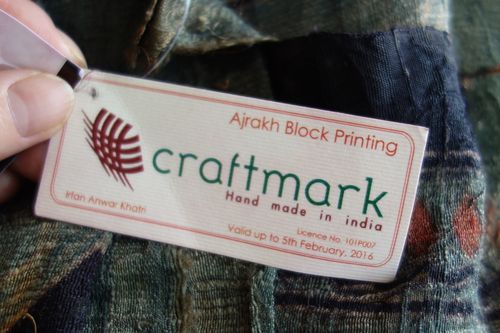 Ajrakh Block Printing
craftmark
Hand made in india
Irfan Anwar Khatri
Licence No. 101P007
Valid up to 5th February, 2016